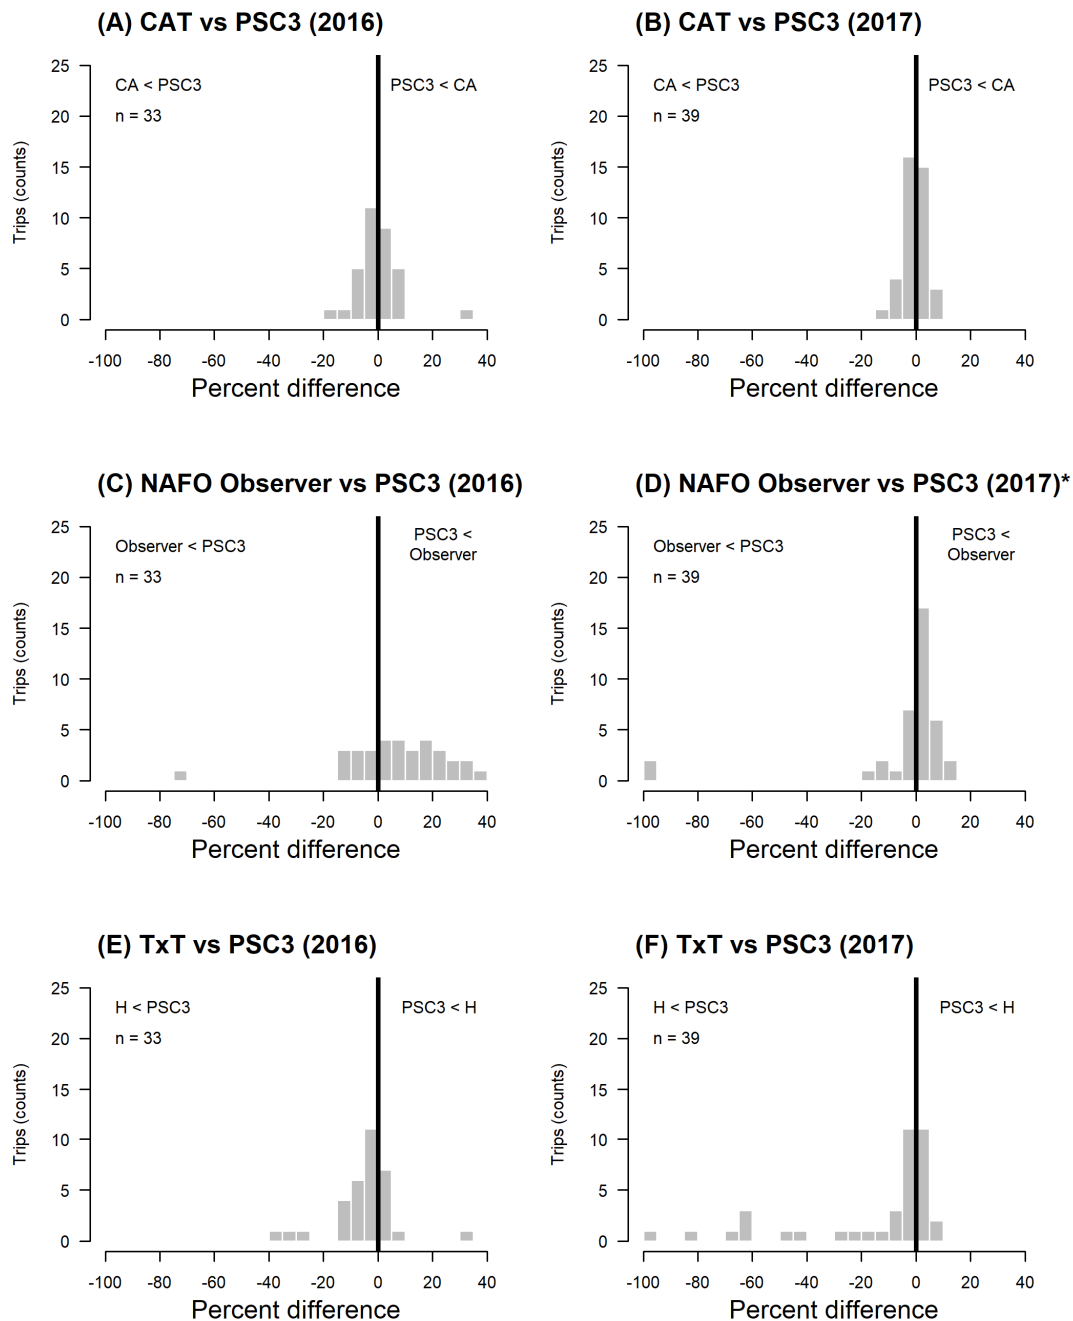 (A) CAT vs PSC3 (2016)
25
20
15
10
5
0
Trips (counts)
CA < PSC3
PSC3 < CA
n = 33
-100 -80 -60 -40 -20 0 20 40
Percent difference
(B) CAT vs PSC3 (2017)
25
20
15
10
5
0
Trips (counts)
CA < PSC3
PSC3 < CA
n = 39
-100 -80 -60 -40 -20 0 20 40
Percent difference
(C) NAFO Observer vs PSC3 (2016)
25
20
15
10
5
0
Trips (counts)
Observer < PSC3
PSC3 <
Observer
n = 33
-100 -80 -60 -40 -20 0 20 40
Percent difference
(D) NAFO Observer vs PSC3 (2017)*
25
20
15
10
5
0
Trips (counts)
Observer < PSC3
PSC3 <
Observer
n = 39
-100 -80 -60 -40 -20 0 20 40
Percent difference
(E) TxT vs PSC3 (2016)
25
20
15
10
5
0
Trips (counts)
H < PSC3
PSC3 < H
n = 33
-100 -80 -60 -40 -20 0 20 40
Percent difference
(F) TxT vs PSC3 (2017)
25
20
15
10
5
0
Trips (counts)
H < PSC3
PSC3 < H
n = 39
-100 -80 -60 -40 -20 0 20 40
Percent difference